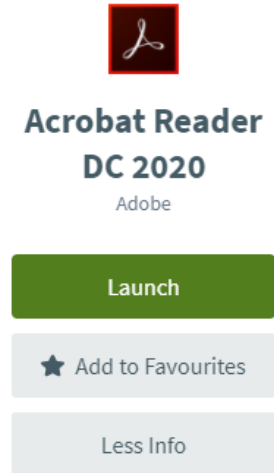 Acrobat Reader
DC 2020
Adobe
Launch
Add to Favourites
Less Info